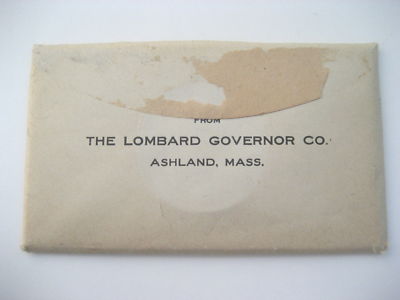 FROM
THE LOMBARD GOVERNOR CO.
ASHLAND, MASS.